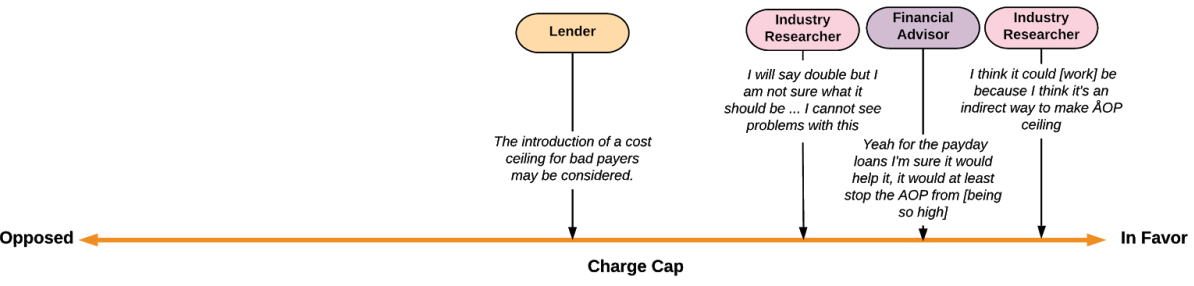 Lender
Industry
Researcher
Financial
Advisor
Industry
Researcher
The introduction of a cost
ceiling for bad payers
may be considered.
I will say double but I
am not sure what it
should be ... I cannot see
problems with this
Yeah for the payday
loans I'm sure it would
help it, it would at least
stop the AOP from [being
so high]
I think it could [work] be
because I think it's an
indirect way to make ÅOP
ceiling
Opposed
In Favor
Charge Cap